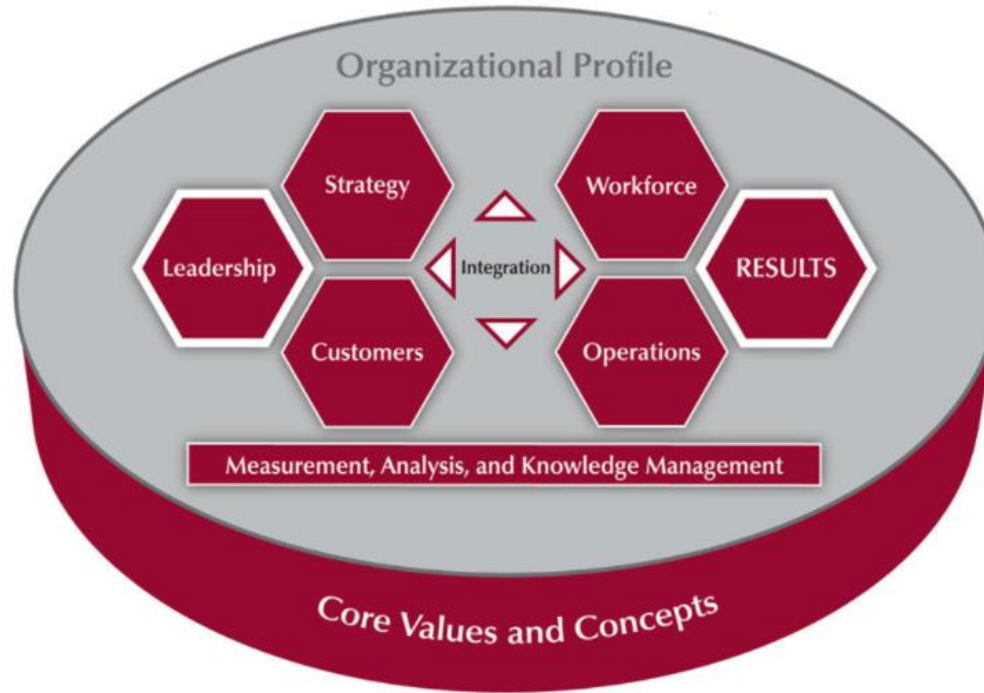 Organizational Profile
Strategy
Workforce
Leadership
Integration
RESULTS
Customers
Operations
Measurement, Analysis, and Knowledge Management
Core Values and Concepts